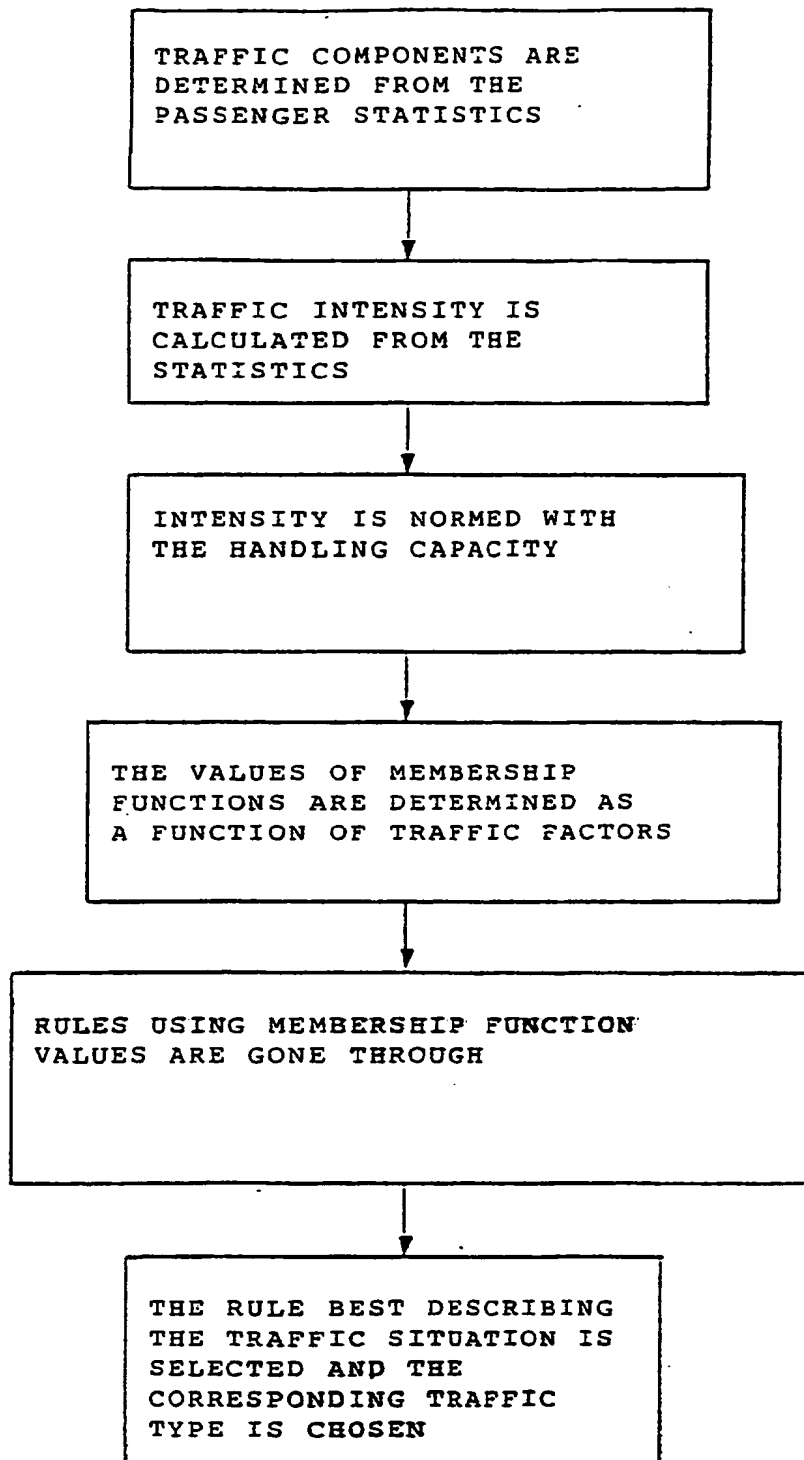 TRAFFIC COMPONENTS ARE
DETERMINED FROM THE
PASSENGER STATISTICS
TRAFFIC INTENSITY IS
CALCULATED FROM THE
STATISTICS
INTENSITY IS NORMED WITH
THE HANDLING CAPACITY
THE VALUES OF MEMBERSHIP
FUNCTIONS ARE DETERMINED AS
A FUNCTION OF TRAFFIC FACTORS
RULES USING MEMBERSHIP FUNCTION
VALUES ARE GONE THROUGH
THE RULE BEST DESCRIBING
THE TRAFFIC SITUATION IS
SELECTED AND THE
CORRESPONDING TRAFFIC
TYPE IS CHOSEN